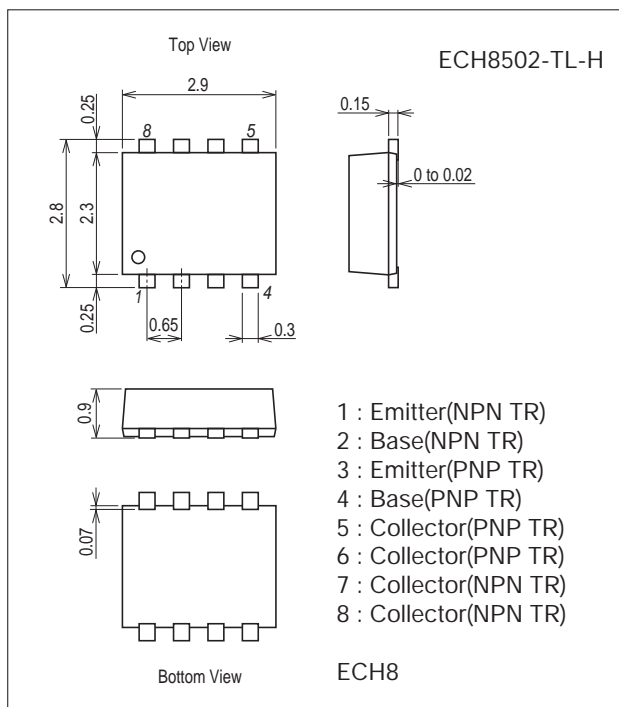 Top View
ECH8502-TL-H
2.9
0.25
0.15
8
5
0 to 0.02
2.8
2.3
1
4
0.25
0.65
0.3
0.9
1 : Emitter(NPN TR)
2 : Base(NPN TR)
3 : Emitter(PNP TR)
4 : Base(PNP TR)
5 : Collector(PNP TR)
6 : Collector(PNP TR)
7 : Collector(NPN TR)
8 : Collector(NPN TR)
0.07
Bottom View
ECH8